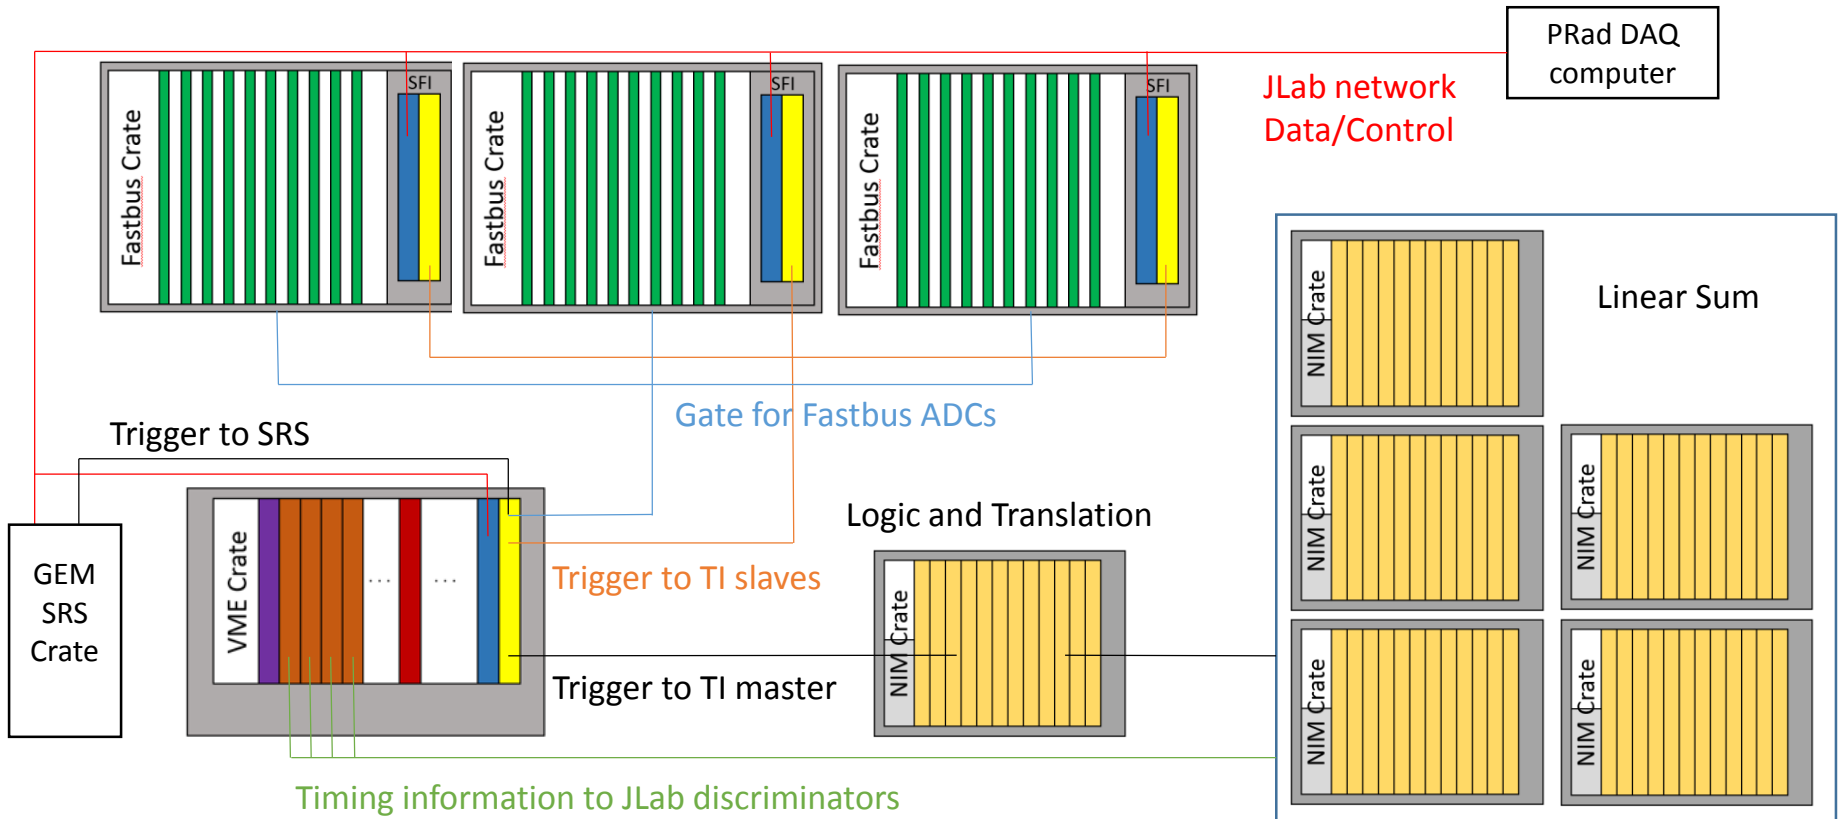 PRad DAQ
computer
JLab network
Data/Control
SFI
SFI
SFI
Fastbus Crate
Fastbus Crate
Fastbus Crate
Linear Sum
NIM Crate
Gate for Fastbus ADCs
Trigger to SRS
NIM Crate
NIM Crate
Logic and Translation
GEM
SRS
Crate
VME Crate
...
...
Trigger to TI slaves
NIM Crate
Trigger to TI master
NIM Crate
NIM Crate
Timing information to JLab discriminators